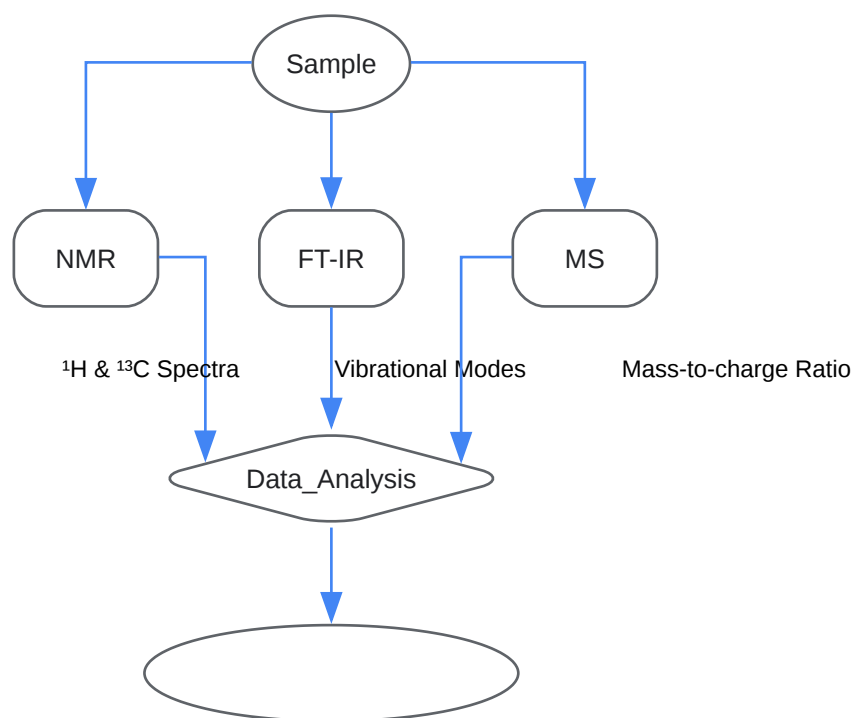 Sample
NMR
FT-IR
MS
¹H & ¹³C Spectra
Vibrational Modes
Mass-to-charge Ratio
Data_Analysis